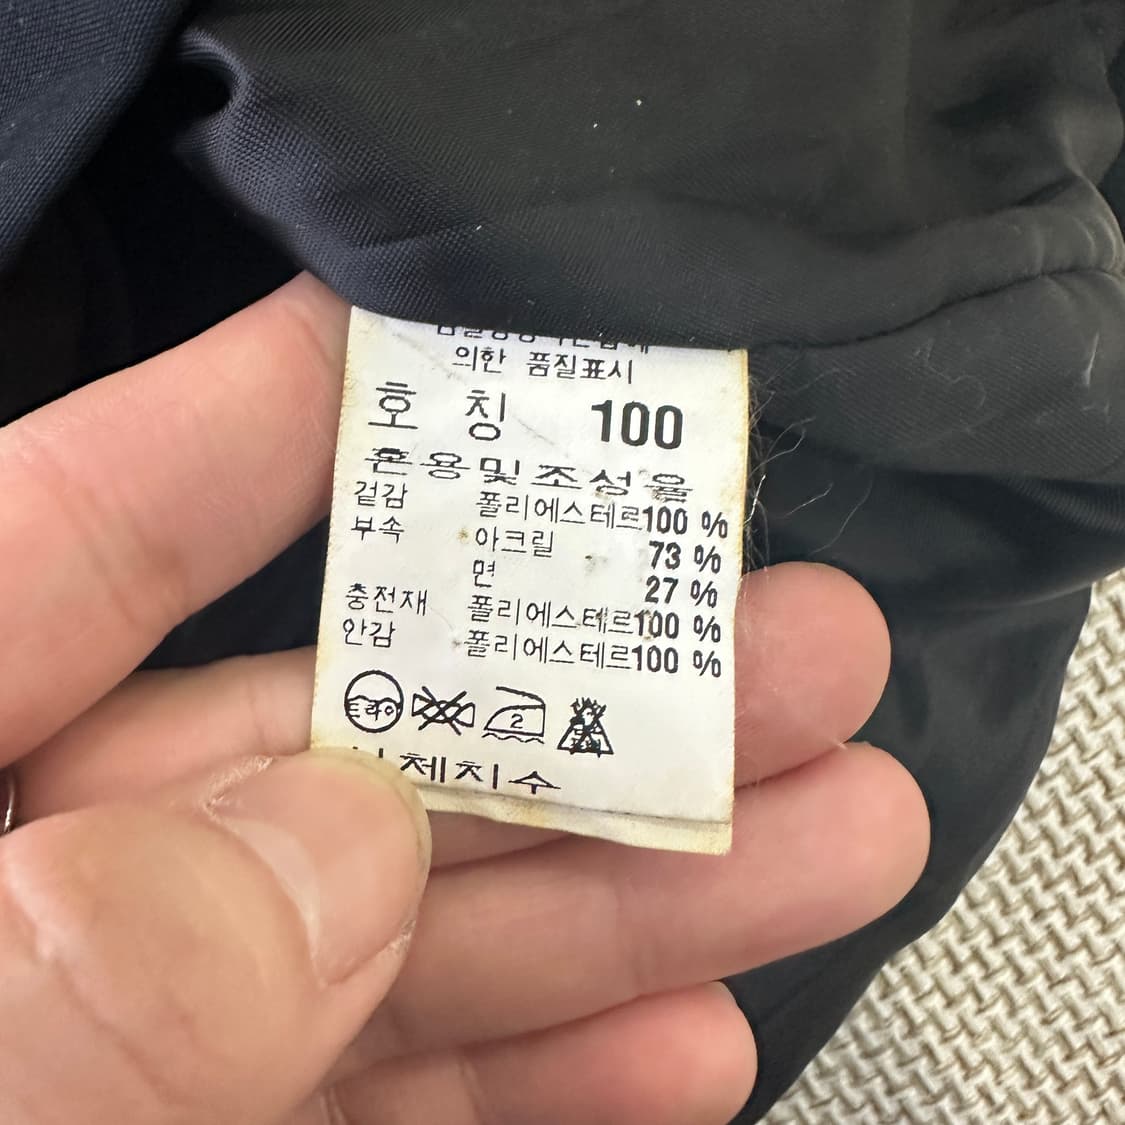 의한 품질표시
호 칭 100
혼용및조성율
겉감 폴리에스테르100 %
부속 아크릴 73 %
면 27 %
충전재 폴리에스테르100 %
안감 폴리에스테르100 %
드라이
2
신체치수